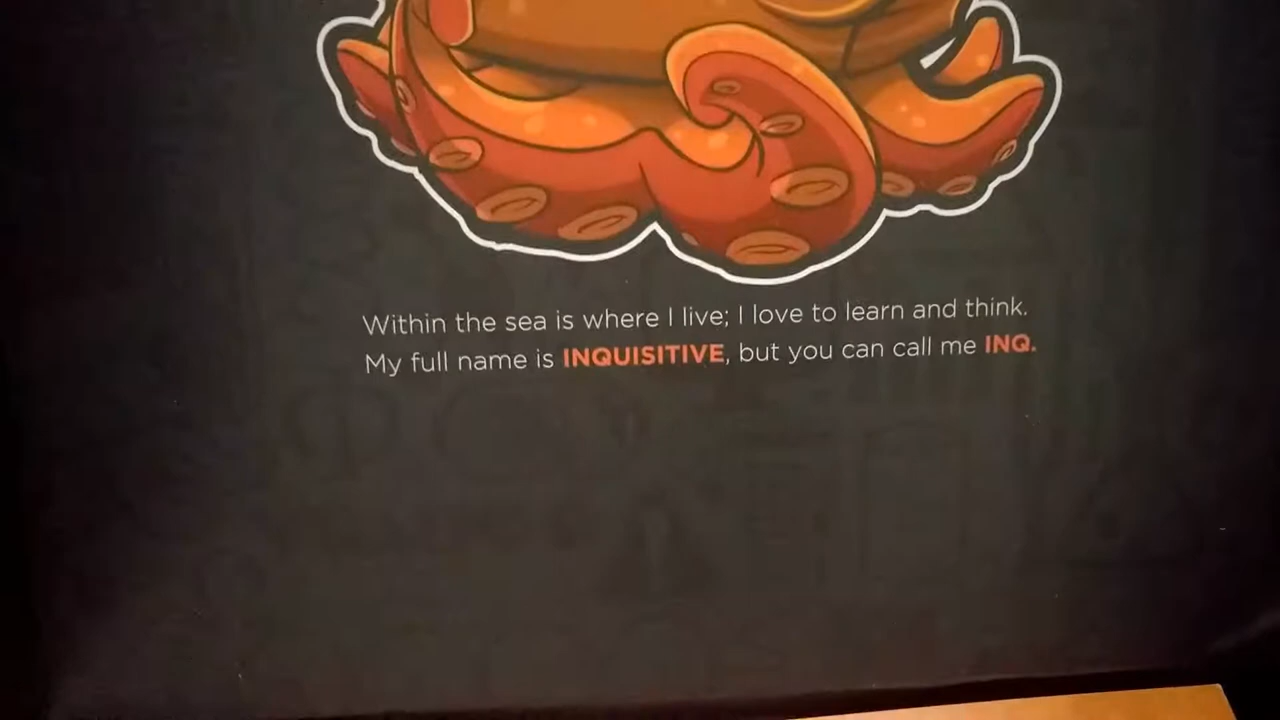 Within the sea is where I live; I love to learn and think.
My full name is INQUISITIVE, but you can call me INQ.